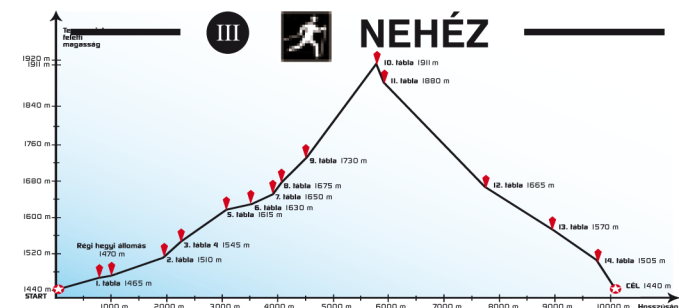 III NEHÉZ
felett
magasság
1920 m
1911 m
1840 m
1760 m
1680 m
1600 m
1520 m
1440 m
START
Régi hegyi állomás
1470 m
1. tábla 1465 m
2. tábla 1510 m
3. tábla 4 1545 m
5. tábla 1615 m
6. tábla 1630 m
7. tábla 1650 m
8. tábla 1675 m
9. tábla 1730 m
10. tábla 1911 m
11. tábla 1880 m
12. tábla 1665 m
13. tábla 1570 m
14. tábla 1505 m
CÉL 1440 m
1000 m 2000 m 3000 m 4000 m 5000 m 6000 m 7000 m 8000 m 9000 m 10000 m Hosszúság